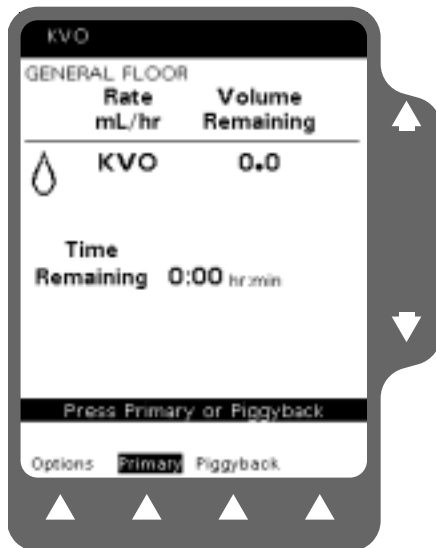 KVO
GENERAL FLOOR
Rate Volume
mL/hr Remaining
KVO 0.0
Time
Remaining 0:00 hr:min
Press Primary or Piggyback
Options Primary Piggyback